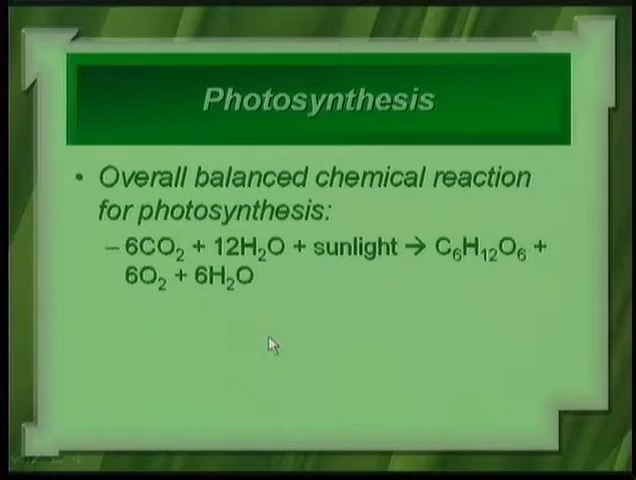 Photosynthesis
• Overall balanced chemical reaction
for photosynthesis:
– 6CO₂ + 12H₂O + sunlight → C₆H₁₂O₆ +
6O₂ + 6H₂O